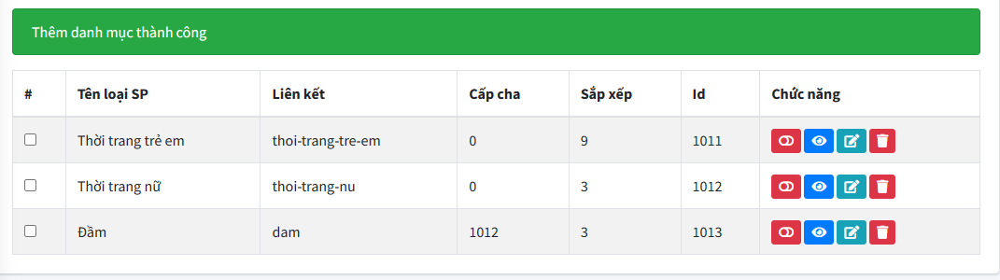 Thêm danh mục thành công
# Tên loại SP Liên kết Cấp cha Sắp xếp Id Chức năng
Thời trang trẻ em thoi-trang-tre-em 0 9 1011
Thời trang nữ thoi-trang-nu 0 3 1012
Đầm dam 1012 3 1013